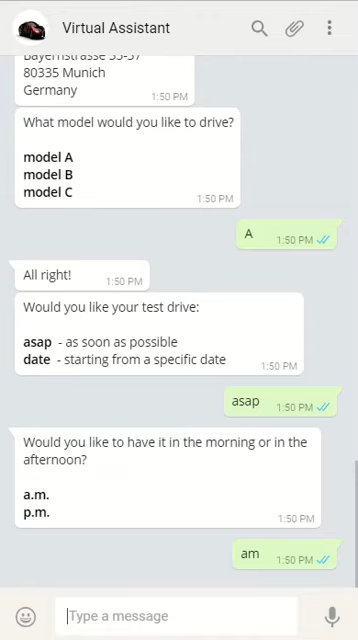 Virtual Assistant
Bayernstrasse 35-37
80335 Munich
Germany
1:50 PM
What model would you like to drive?
model A
model B
model C
1:50 PM
A
1:50 PM
All right!
1:50 PM
Would you like your test drive:
asap - as soon as possible
date - starting from a specific date
1:50 PM
asap
1:50 PM
Would you like to have it in the morning or in the
afternoon?
a.m.
p.m.
1:50 PM
am
1:50 PM
Type a message